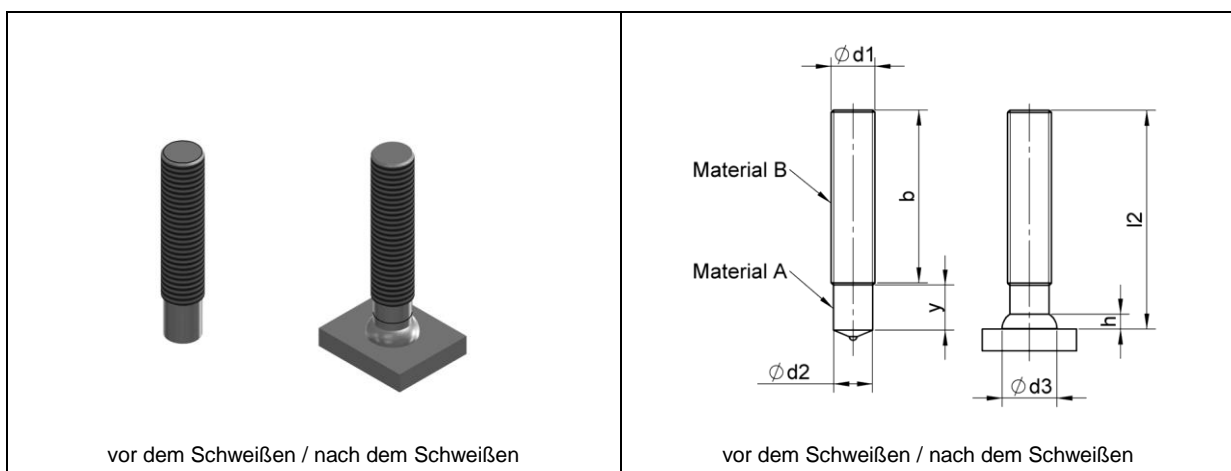 vor dem Schweißen / nach dem Schweißen
Ød1
Material B
b
l2
Material A
y
h
Ød2
Ød3
vor dem Schweißen / nach dem Schweißen